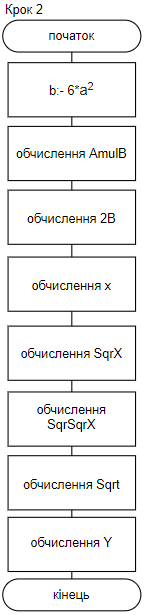 Крок 2
початок
b:- 6*a²
обчислення AmulB
обчислення 2B
обчислення x
обчислення SqrX
обчислення
SqrSqrX
обчислення Sqrt
обчислення Y
кінець